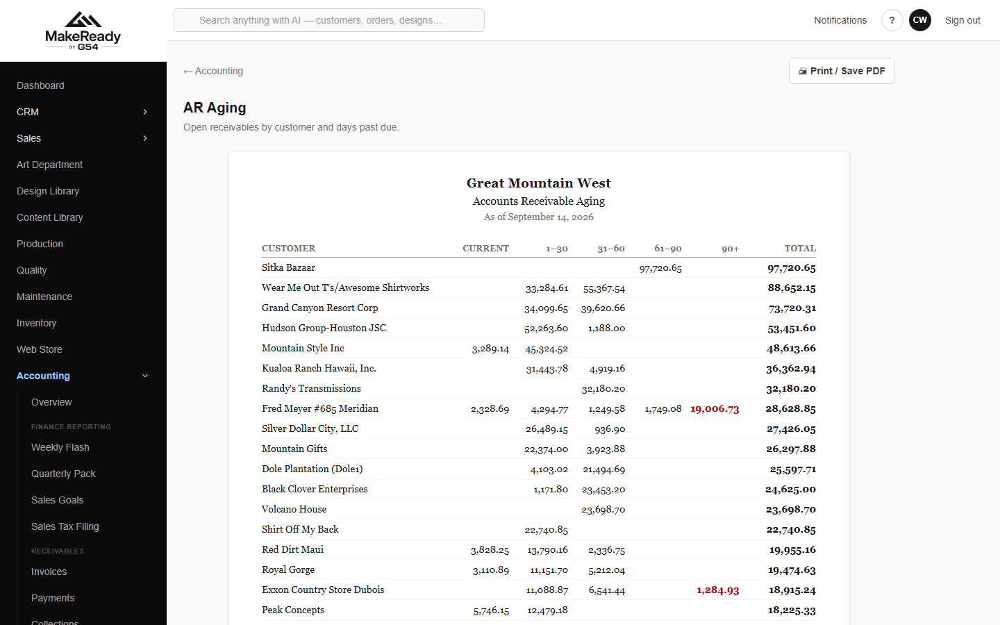 MakeReady
BY G54
Search anything with AI — customers, orders, designs...
Notifications
?
CW
Sign out
Dashboard
CRM
Sales
Art Department
Design Library
Content Library
Production
Quality
Maintenance
Inventory
Web Store
Accounting
Overview
FINANCE REPORTING
Weekly Flash
Quarterly Pack
Sales Goals
Sales Tax Filing
RECEIVABLES
Invoices
Payments
Collections
← Accounting
Print / Save PDF
AR Aging
Open receivables by customer and days past due.
Great Mountain West
Accounts Receivable Aging
As of September 14, 2026
CUSTOMER CURRENT 1–30 31–60 61–90 90+ TOTAL
Sitka Bazaar 97,720.65 97,720.65
Wear Me Out T's/Awesome Shirtworks 33,284.61 55,367.54 88,652.15
Grand Canyon Resort Corp 34,099.65 39,620.66 73,720.31
Hudson Group-Houston JSC 52,263.60 1,188.00 53,451.60
Mountain Style Inc 3,289.14 45,324.52 48,613.66
Kualoa Ranch Hawaii, Inc. 31,443.78 4,919.16 36,362.94
Randy's Transmissions 32,180.20 32,180.20
Fred Meyer #685 Meridian 2,328.69 4,294.77 1,249.58 1,749.08 19,006.73 28,628.85
Silver Dollar City, LLC 26,489.15 936.90 27,426.05
Mountain Gifts 22,374.00 3,923.88 26,297.88
Dole Plantation (Dole1) 4,103.02 21,494.69 25,597.71
Black Clover Enterprises 1,171.80 23,453.20 24,625.00
Volcano House 23,698.70 23,698.70
Shirt Off My Back 22,740.85 22,740.85
Red Dirt Maui 3,828.25 13,790.16 2,336.75 19,955.16
Royal Gorge 3,110.89 11,151.70 5,212.04 19,474.63
Exxon Country Store Dubois 11,088.87 6,541.44 1,284.93 18,915.24
Peak Concepts 5,746.15 12,479.18 18,225.33